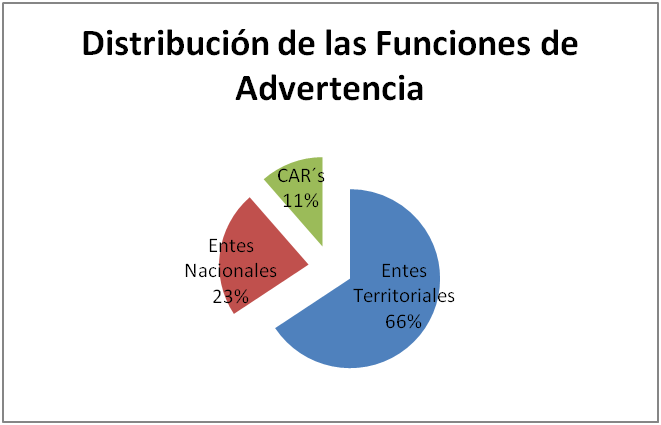 Distribución de las Funciones de
Advertencia
CAR´s
11%
Entes
Nacionales
23%
Entes
Territoriales
66%